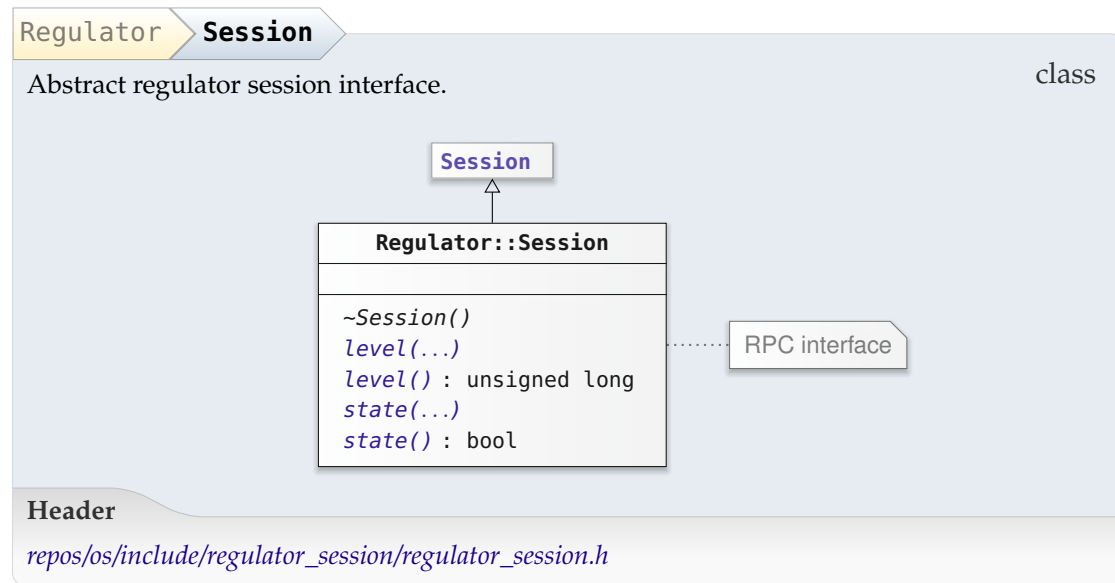 Regulator Session
class
Abstract regulator session interface.
Session
Regulator::Session
~Session()
level(...)
level() : unsigned long
state(...)
state() : bool
RPC interface
Header
repos/os/include/regulator_session/regulator_session.h